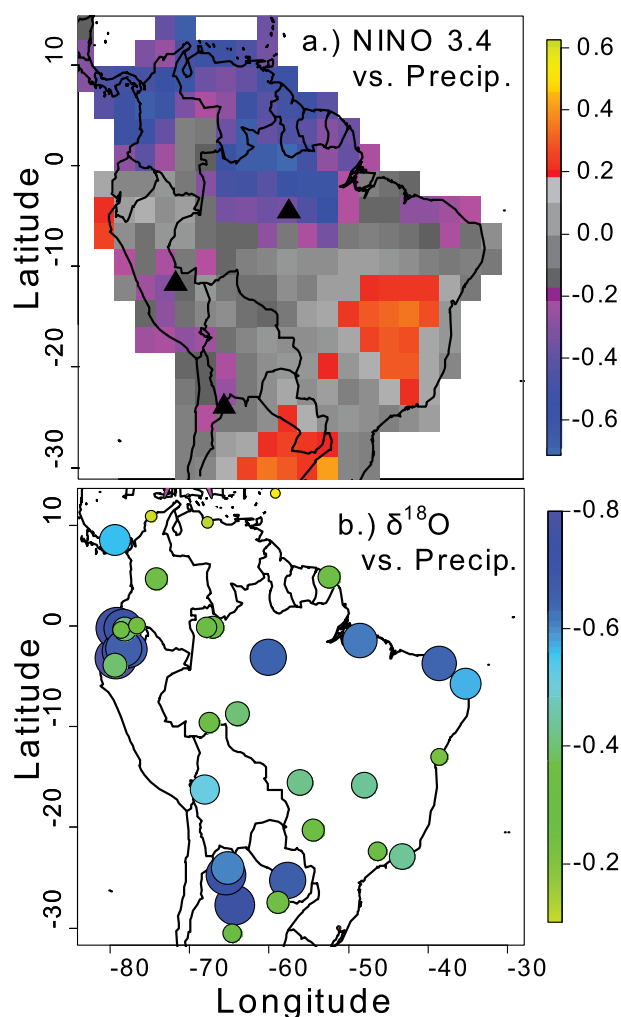 a.) NINO 3.4
vs. Precip.
Latitude
10
0
-10
-20
-30
0.6
0.4
0.2
0.0
-0.2
-0.4
-0.6
b.) δ¹⁸O
vs. Precip.
Latitude
10
0
-10
-20
-30
-0.8
-0.6
-0.4
-0.2
-80 -70 -60 -50 -40 -30
Longitude